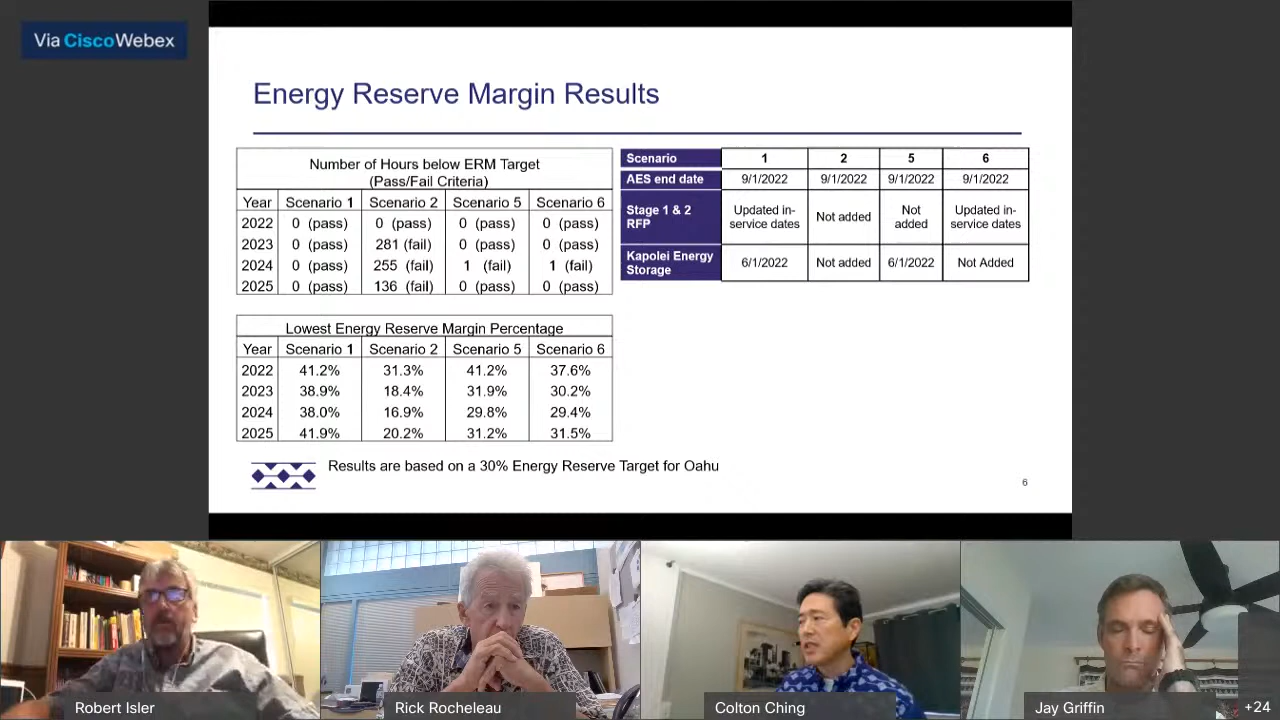 Via CiscoWebex
Energy Reserve Margin Results
Number of Hours below ERM Target
(Pass/Fail Criteria)
Year Scenario 1 Scenario 2 Scenario 5 Scenario 6
2022 0 (pass) 0 (pass) 0 (pass) 0 (pass)
2023 0 (pass) 281 (fail) 0 (pass) 0 (pass)
2024 0 (pass) 255 (fail) 1 (fail) 1 (fail)
2025 0 (pass) 136 (fail) 0 (pass) 0 (pass)
Scenario 1 2 5 6
AES end date 9/1/2022 9/1/2022 9/1/2022 9/1/2022
Stage 1 & 2
RFP
Updated in-
service dates
Not added
Not
added
Updated in-
service dates
Kapolei Energy
Storage
6/1/2022 Not added 6/1/2022 Not Added
Lowest Energy Reserve Margin Percentage
Year Scenario 1 Scenario 2 Scenario 5 Scenario 6
2022 41.2% 31.3% 41.2% 37.6%
2023 38.9% 18.4% 31.9% 30.2%
2024 38.0% 16.9% 29.8% 29.4%
2025 41.9% 20.2% 31.2% 31.5%
Results are based on a 30% Energy Reserve Target for Oahu
6
Robert Isler
Rick Rocheleau
Colton Ching
Jay Griffin
+24